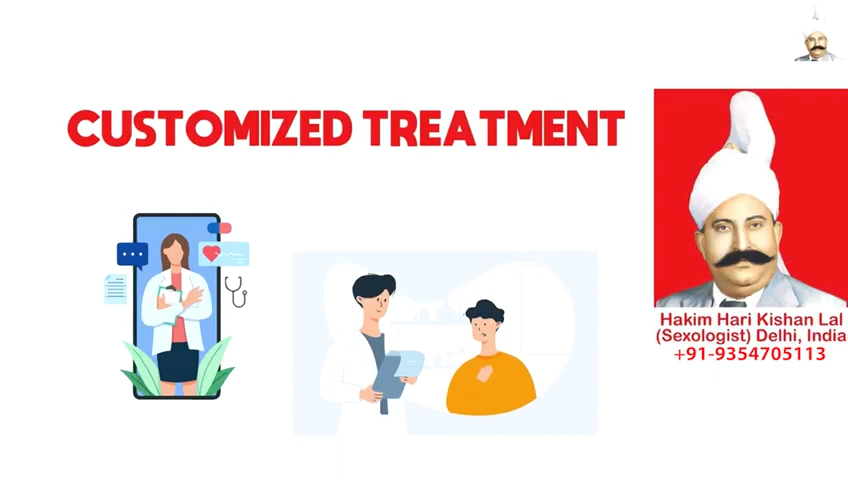 CUSTOMIZED TREATMENT
Hakim Hari Kishan Lal
(Sexologist) Delhi, India
+91-9354705113